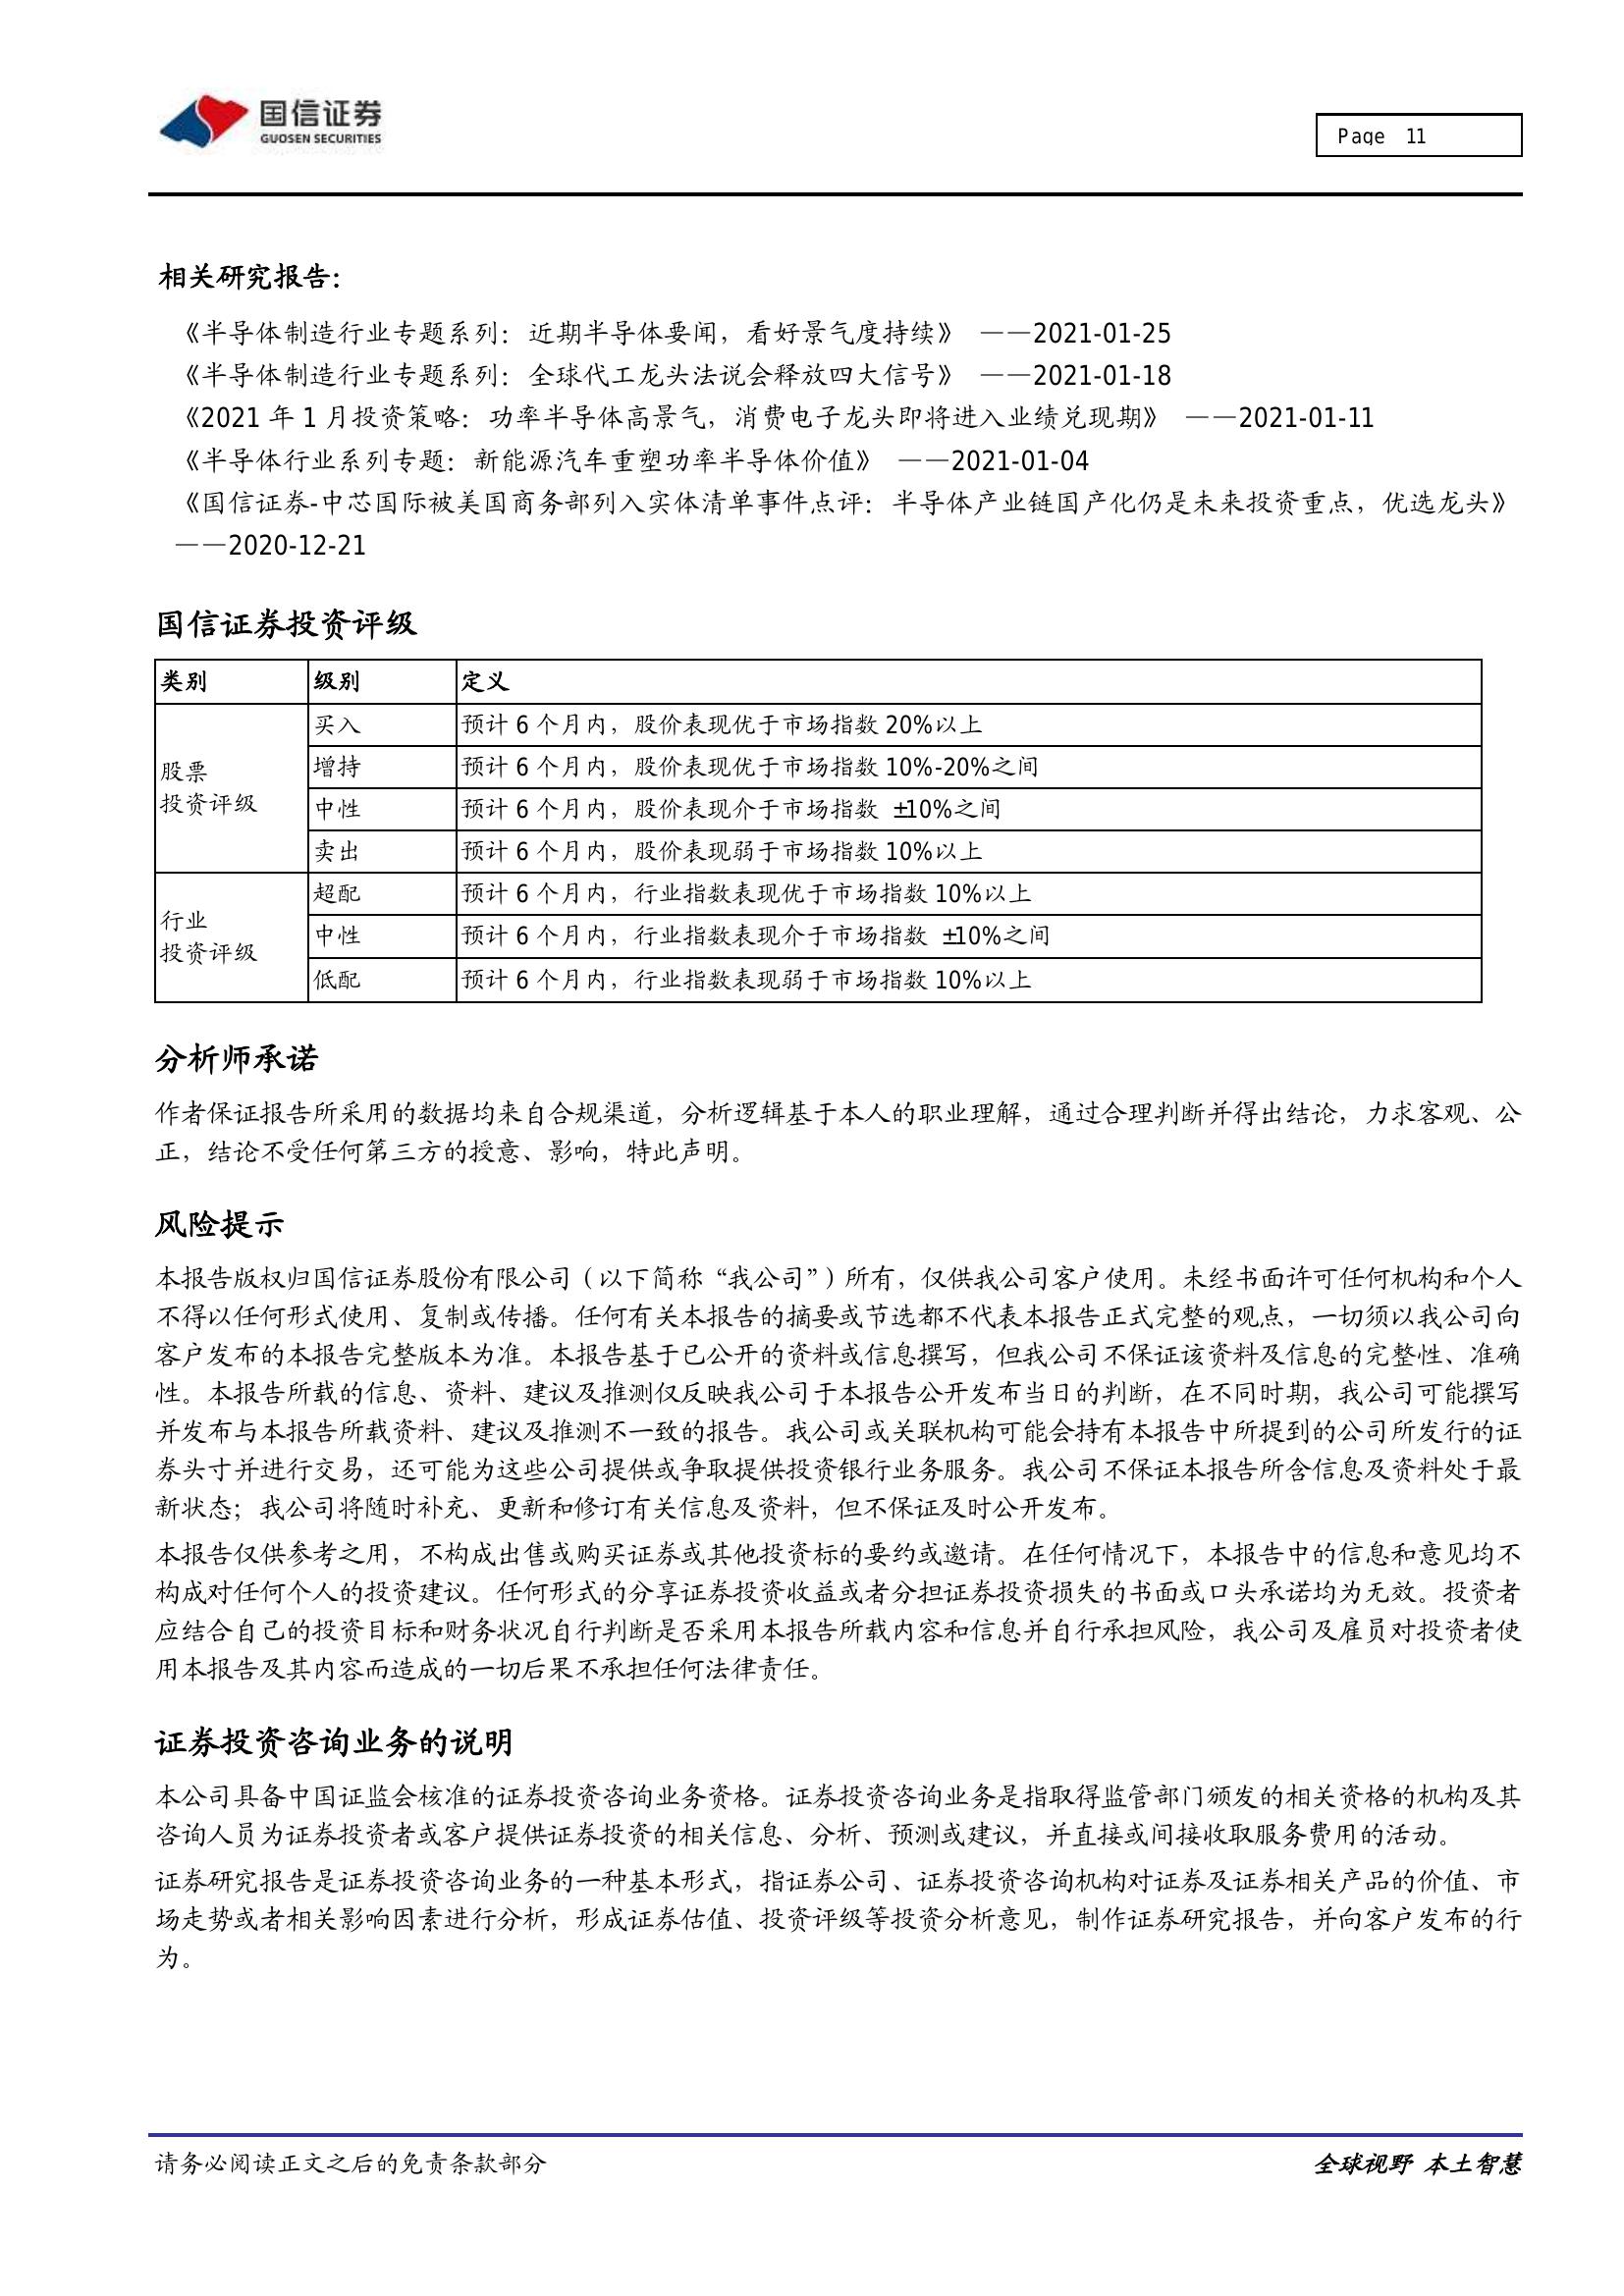 国信证券
GUOSEN SECURITIES
Page 11
相关研究报告：
《半导体制造行业专题系列：近期半导体要闻，看好景气度持续》 ——2021-01-25
《半导体制造行业专题系列：全球代工龙头法说会释放四大信号》 ——2021-01-18
《2021 年 1 月投资策略：功率半导体高景气，消费电子龙头即将进入业绩兑现期》 ——2021-01-11
《半导体行业系列专题：新能源汽车重塑功率半导体价值》 ——2021-01-04
《国信证券-中芯国际被美国商务部列入实体清单事件点评：半导体产业链国产化仍是未来投资重点，优选龙头》
——2020-12-21
国信证券投资评级
类别 级别 定义
股票
投资评级
买入 预计 6 个月内，股价表现优于市场指数 20%以上
增持 预计 6 个月内，股价表现优于市场指数 10%-20%之间
中性 预计 6 个月内，股价表现介于市场指数 ±10%之间
卖出 预计 6 个月内，股价表现弱于市场指数 10%以上
行业
投资评级
超配 预计 6 个月内，行业指数表现优于市场指数 10%以上
中性 预计 6 个月内，行业指数表现介于市场指数 ±10%之间
低配 预计 6 个月内，行业指数表现弱于市场指数 10%以上
分析师承诺
作者保证报告所采用的数据均来自合规渠道，分析逻辑基于本人的职业理解，通过合理判断并得出结论，力求客观、公
正，结论不受任何第三方的授意、影响，特此声明。
风险提示
本报告版权归国信证券股份有限公司（以下简称“我公司”）所有，仅供我公司客户使用。未经书面许可任何机构和个人
不得以任何形式使用、复制或传播。任何有关本报告的摘要或节选都不代表本报告正式完整的观点，一切须以我公司向
客户发布的本报告完整版本为准。本报告基于已公开的资料或信息撰写，但我公司不保证该资料及信息的完整性、准确
性。本报告所载的信息、资料、建议及推测仅反映我公司于本报告公开发布当日的判断，在不同时期，我公司可能撰写
并发布与本报告所载资料、建议及推测不一致的报告。我公司或关联机构可能会持有本报告中所提到的公司所发行的证
券头寸并进行交易，还可能为这些公司提供或争取提供投资银行业务服务。我公司不保证本报告所含信息及资料处于最
新状态；我公司将随时补充、更新和修订有关信息及资料，但不保证及时公开发布。
本报告仅供参考之用，不构成出售或购买证券或其他投资标的要约或邀请。在任何情况下，本报告中的信息和意见均不
构成对任何个人的投资建议。任何形式的分享证券投资收益或者分担证券投资损失的书面或口头承诺均为无效。投资者
应结合自己的投资目标和财务状况自行判断是否采用本报告所载内容和信息并自行承担风险，我公司及雇员对投资者使
用本报告及其内容而造成的一切后果不承担任何法律责任。
证券投资咨询业务的说明
本公司具备中国证监会核准的证券投资咨询业务资格。证券投资咨询业务是指取得监管部门颁发的相关资格的机构及其
咨询人员为证券投资者或客户提供证券投资的相关信息、分析、预测或建议，并直接或间接收取服务费用的活动。
证券研究报告是证券投资咨询业务的一种基本形式，指证券公司、证券投资咨询机构对证券及证券相关产品的价值、市
场走势或者相关影响因素进行分析，形成证券估值、投资评级等投资分析意见，制作证券研究报告，并向客户发布的行
为。
请务必阅读正文之后的免责条款部分
全球视野 本土智慧